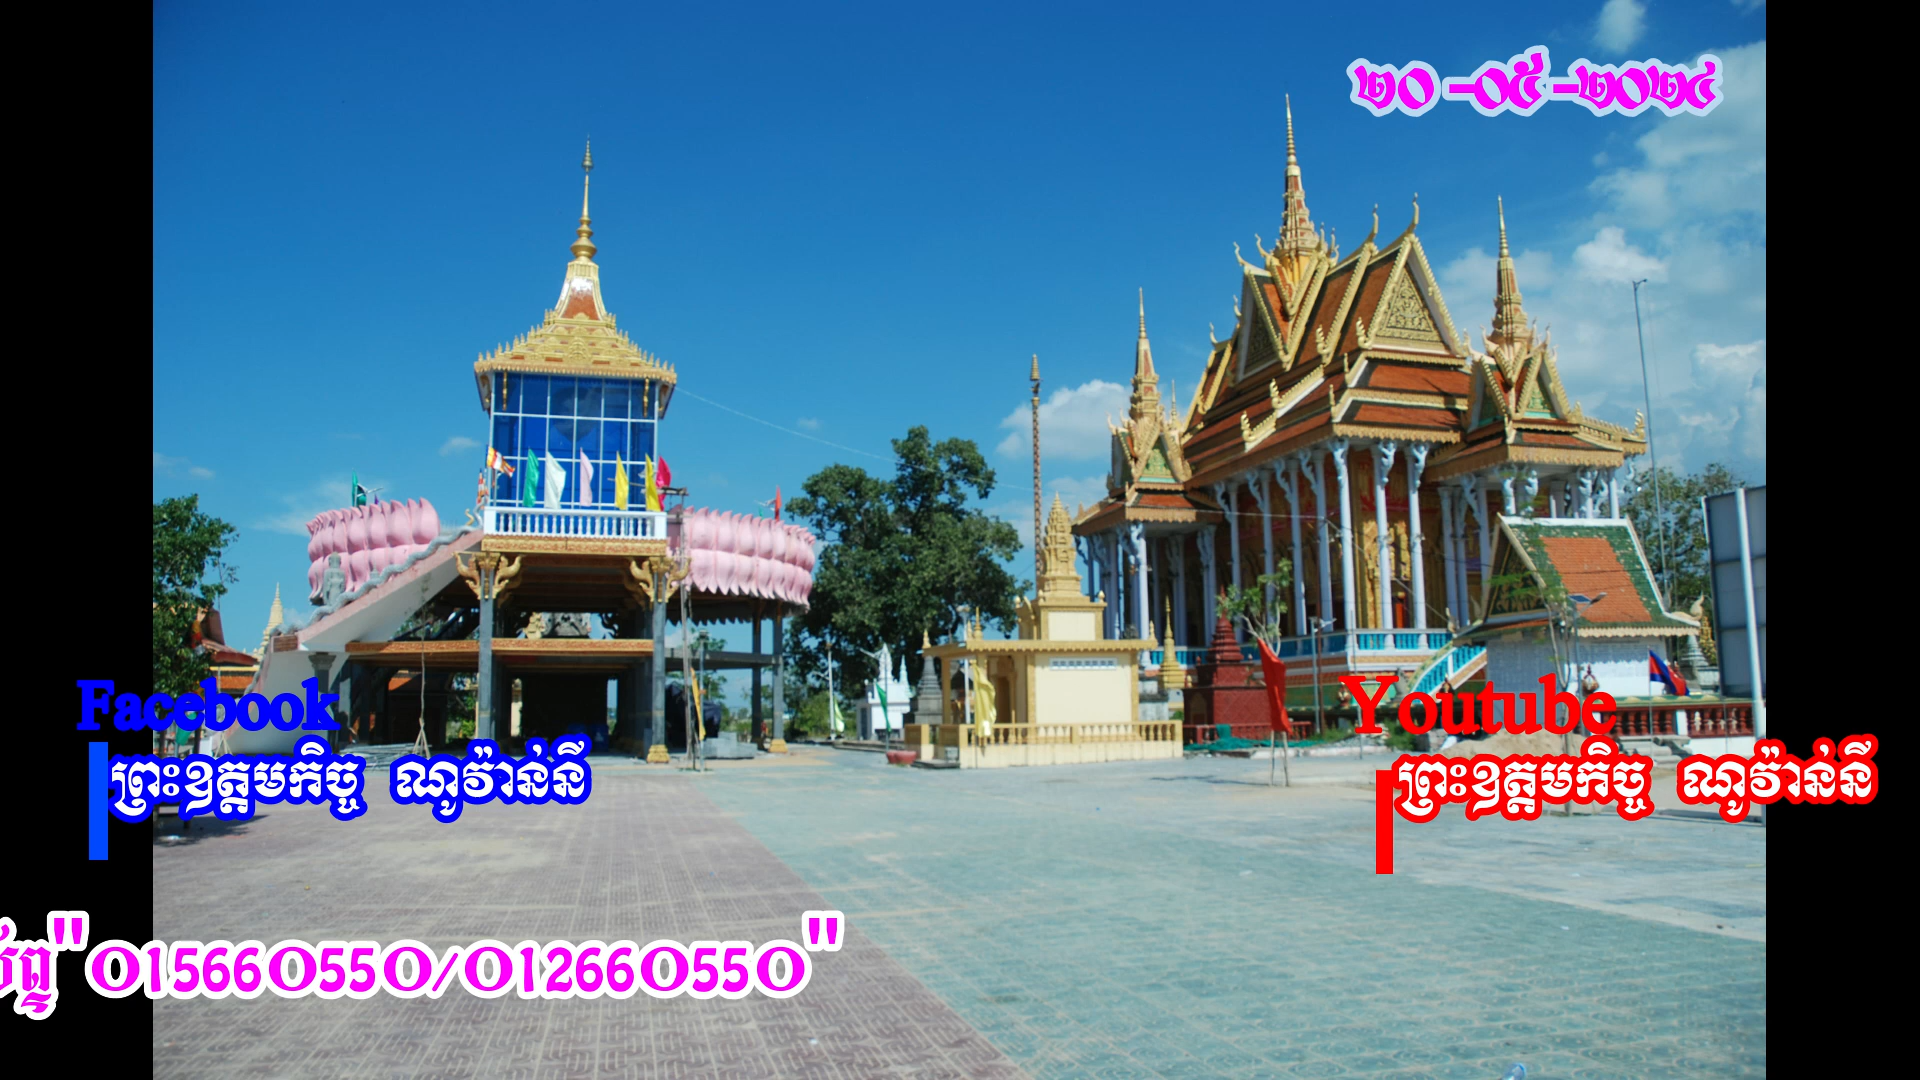 ២០-០៥-២០២៤
Facebook
ព្រះឧត្តមកិច្ច ណូវ៉ាន់នី
Youtube
ព្រះឧត្តមកិច្ច ណូវ៉ាន់នី
"015660550/012660550"